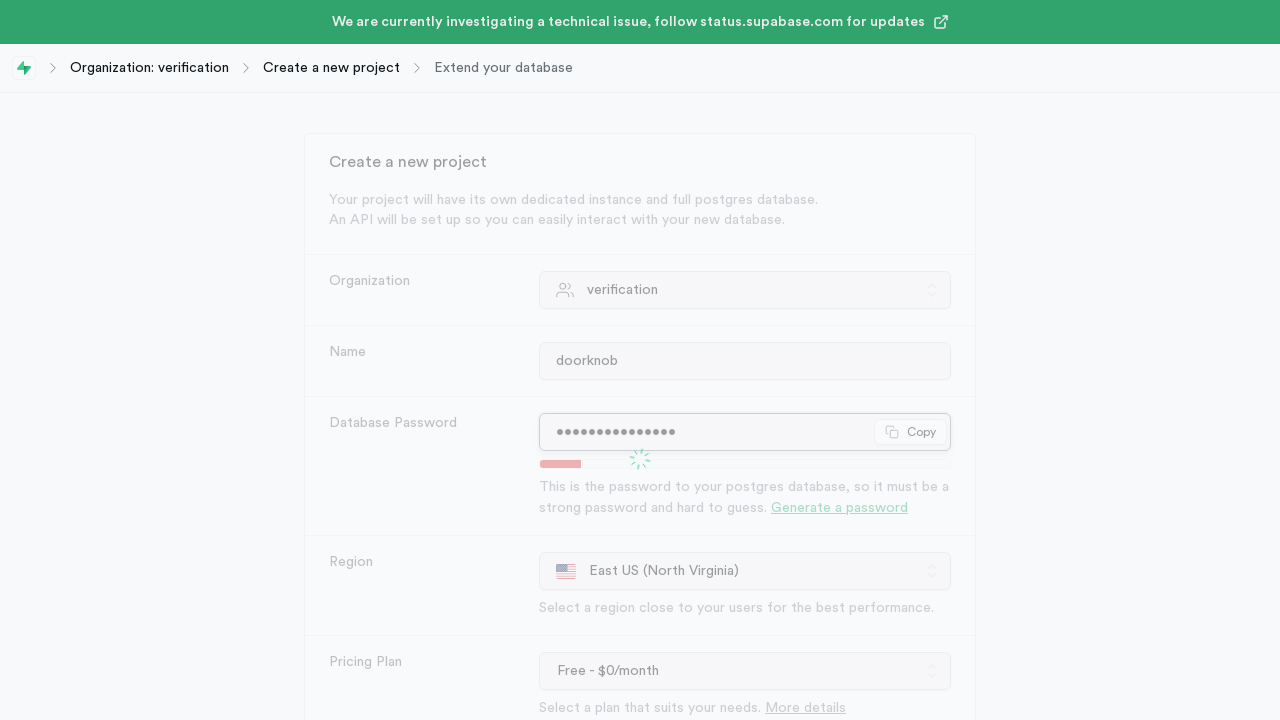 We are currently investigating a technical issue, follow status.supabase.com for updates
Organization: verification
Create a new project
Extend your database
Create a new project
Your project will have its own dedicated instance and full postgres database.
An API will be set up so you can easily interact with your new database.
Organization
verification
Name
doorknob
Database Password
•••••••••••••••
Copy
This is the password to your postgres database, so it must be a
strong password and hard to guess. Generate a password
Region
East US (North Virginia)
Select a region close to your users for the best performance.
Pricing Plan
Free - $0/month
Select a plan that suits your needs. More details